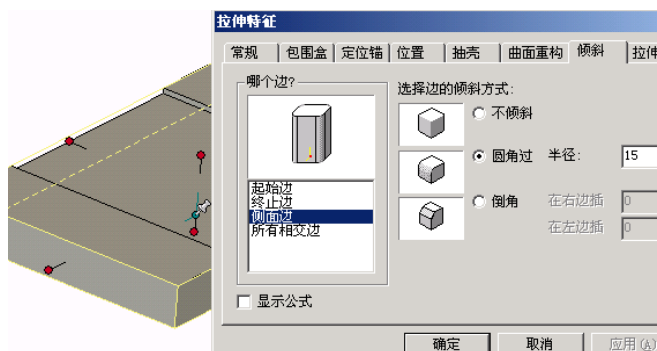 拉伸特征
常规 包围盒 定位锚 位置 抽壳 曲面重构 倾斜 拉伸
哪个边?
选择边的倾斜方式:
不倾斜
圆角过 半径: 15
起始边
终止边
侧面边
所有相交边
倒角 在右边插 0
在左边插 0
显示公式
确定 取消 应用(A)